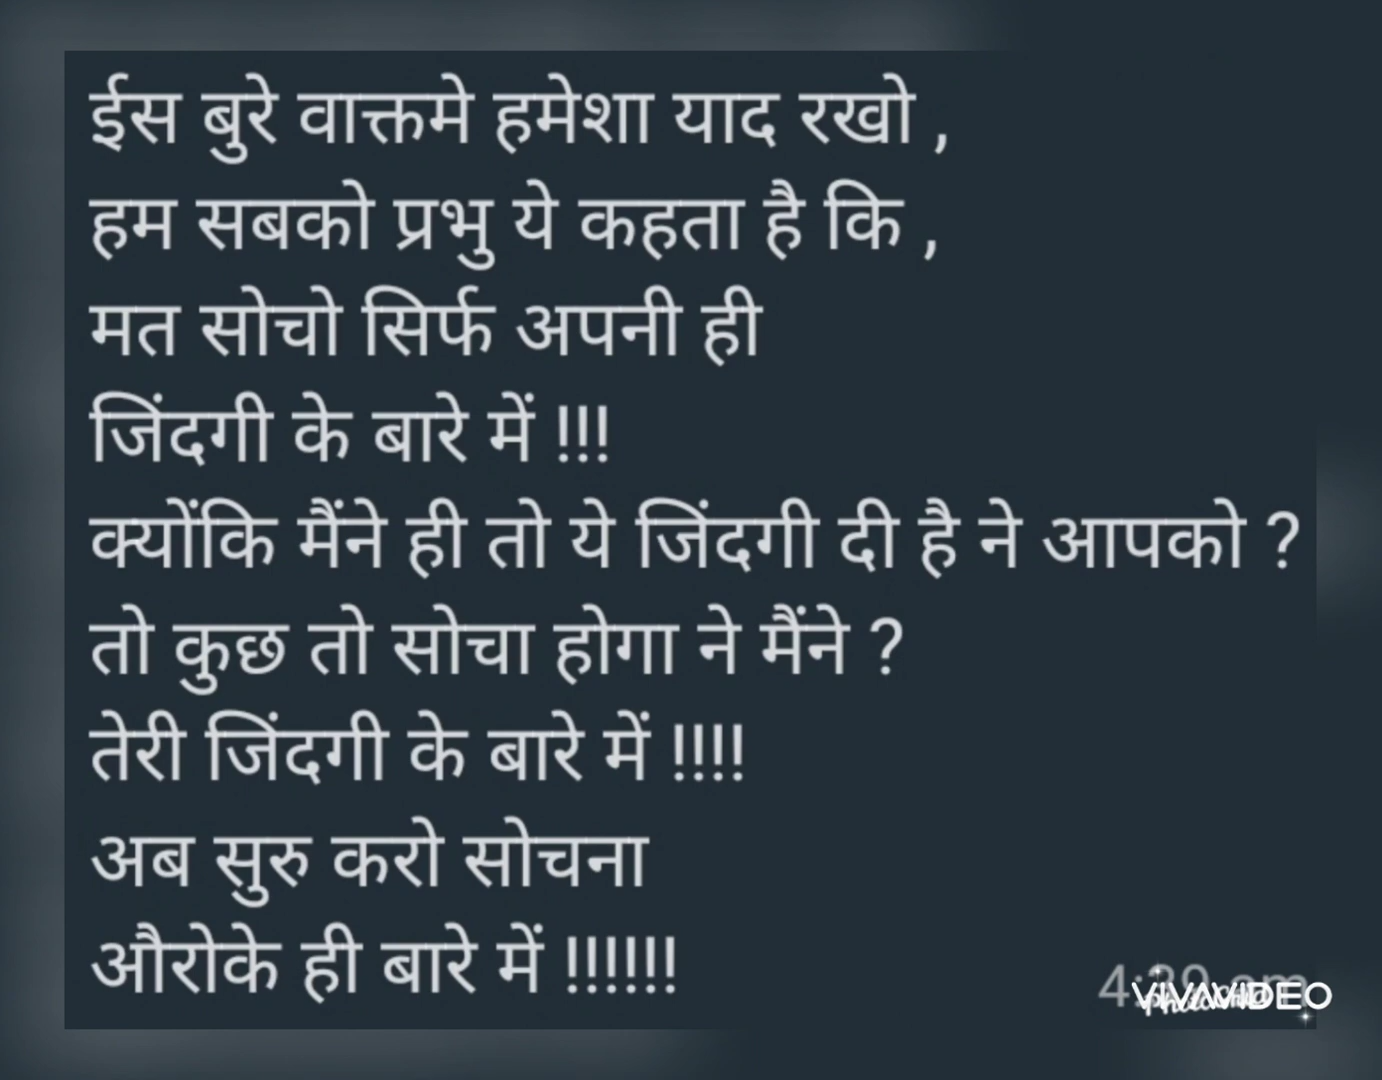 ईस बुरे वाक्तमे हमेशा याद रखो ,
हम सबको प्रभु ये कहता है कि ,
मत सोचो सिर्फ अपनी ही
जिंदगी के बारे में !!!
क्योंकि मैंने ही तो ये जिंदगी दी है ने आपको ?
तो कुछ तो सोचा होगा ने मैंने ?
तेरी जिंदगी के बारे में !!!!
अब सुरु करो सोचना
औरोके ही बारे में !!!!!!
VIVAVIDEO